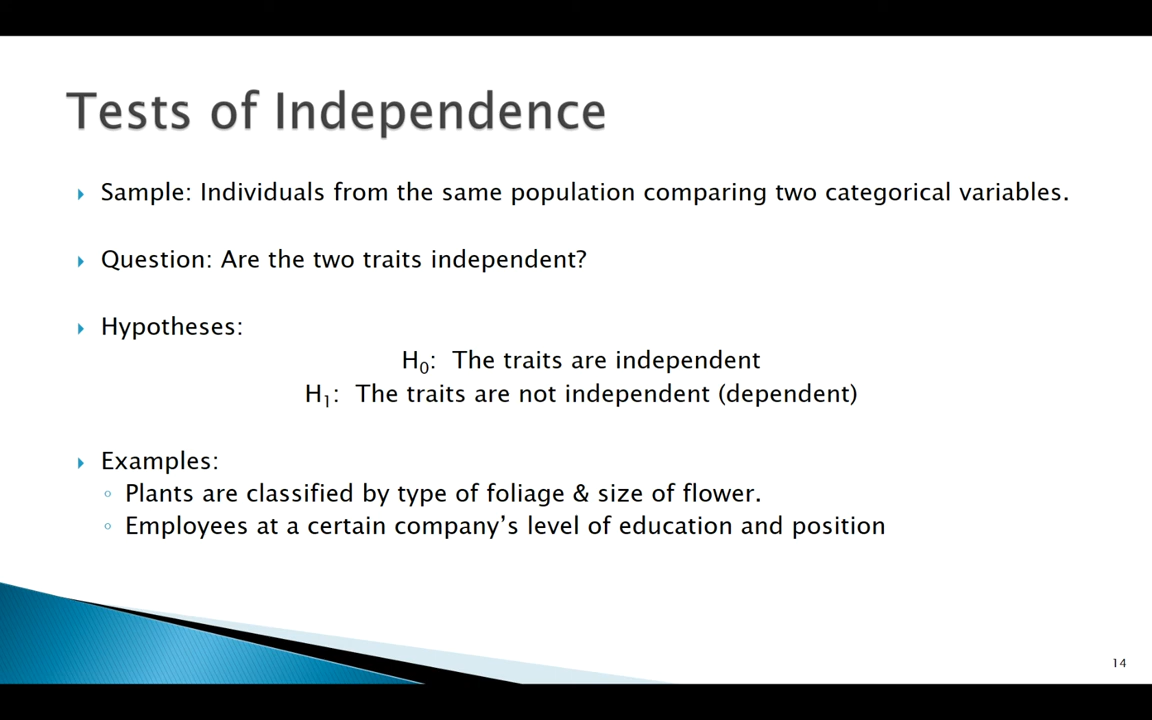 Tests of Independence
Sample: Individuals from the same population comparing two categorical variables.
Question: Are the two traits independent?
Hypotheses:
H₀: The traits are independent
H₁: The traits are not independent (dependent)
Examples:
Plants are classified by type of foliage & size of flower.
Employees at a certain company’s level of education and position
14